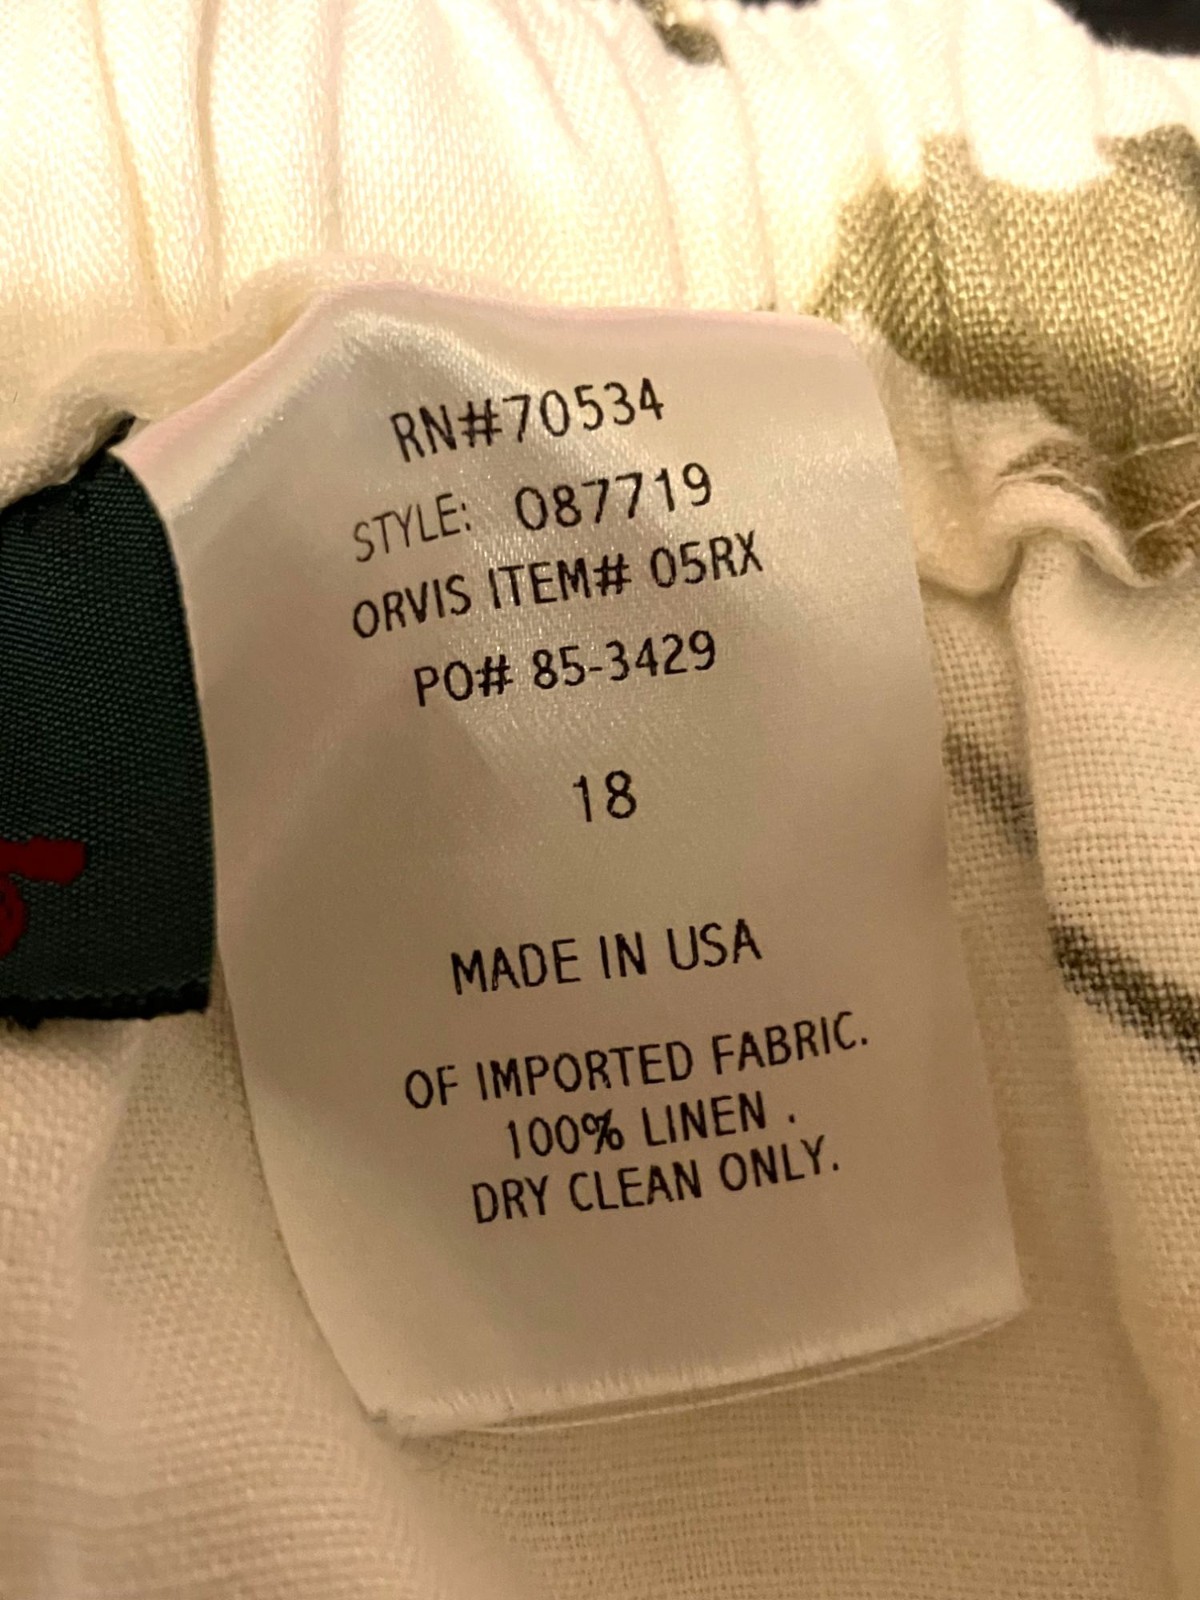 RN#70534
STYLE: 087719
ORVIS ITEM# 05RX
PO# 85-3429
18
MADE IN USA
OF IMPORTED FABRIC.
100% LINEN .
DRY CLEAN ONLY.